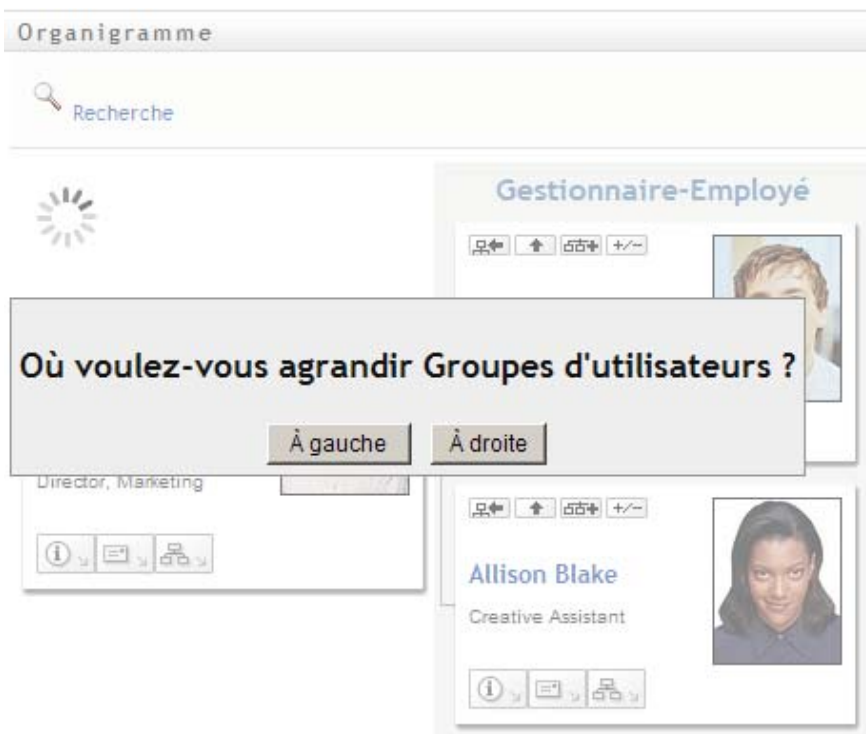 Organigramme
Recherche
Gestionnaire-Employé
+/-
Où voulez-vous agrandir Groupes d'utilisateurs ?
À gauche
À droite
Director, Marketing
+/-
Allison Blake
Creative Assistant